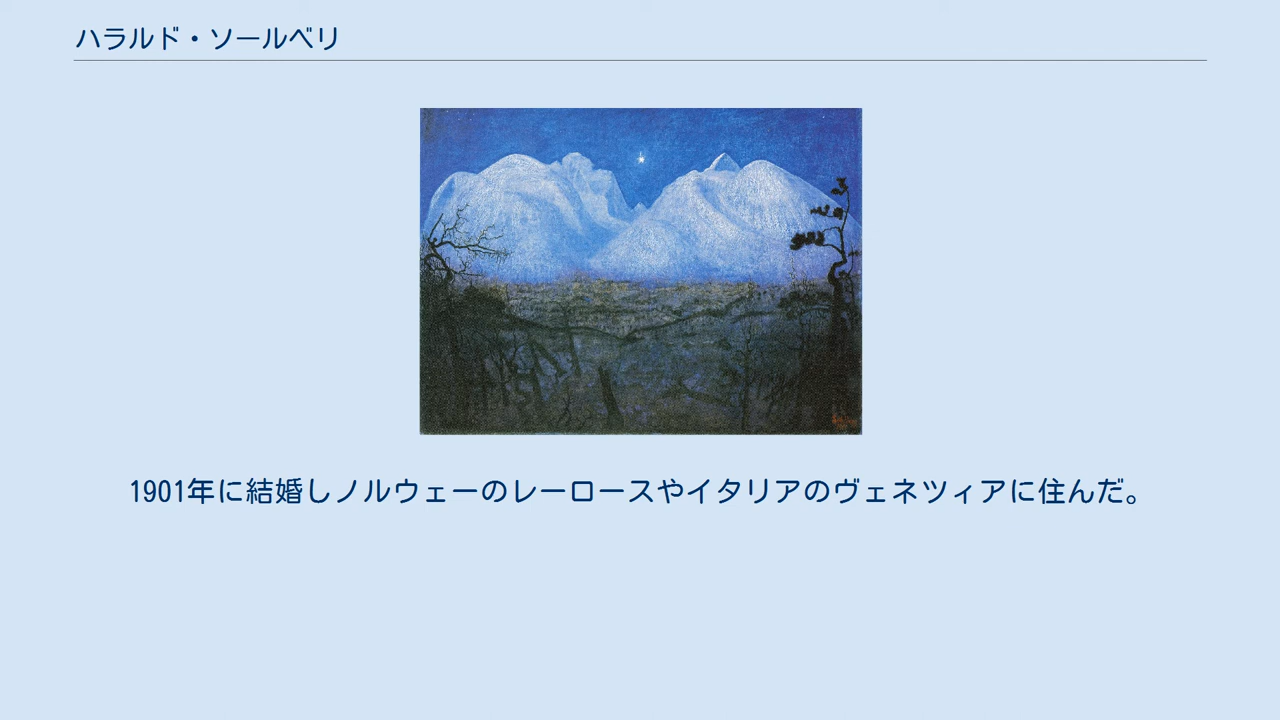 ハラルド・ソールベリ
1901年に結婚しノルウェーのレーロースやイタリアのヴェネツィアに住んだ。